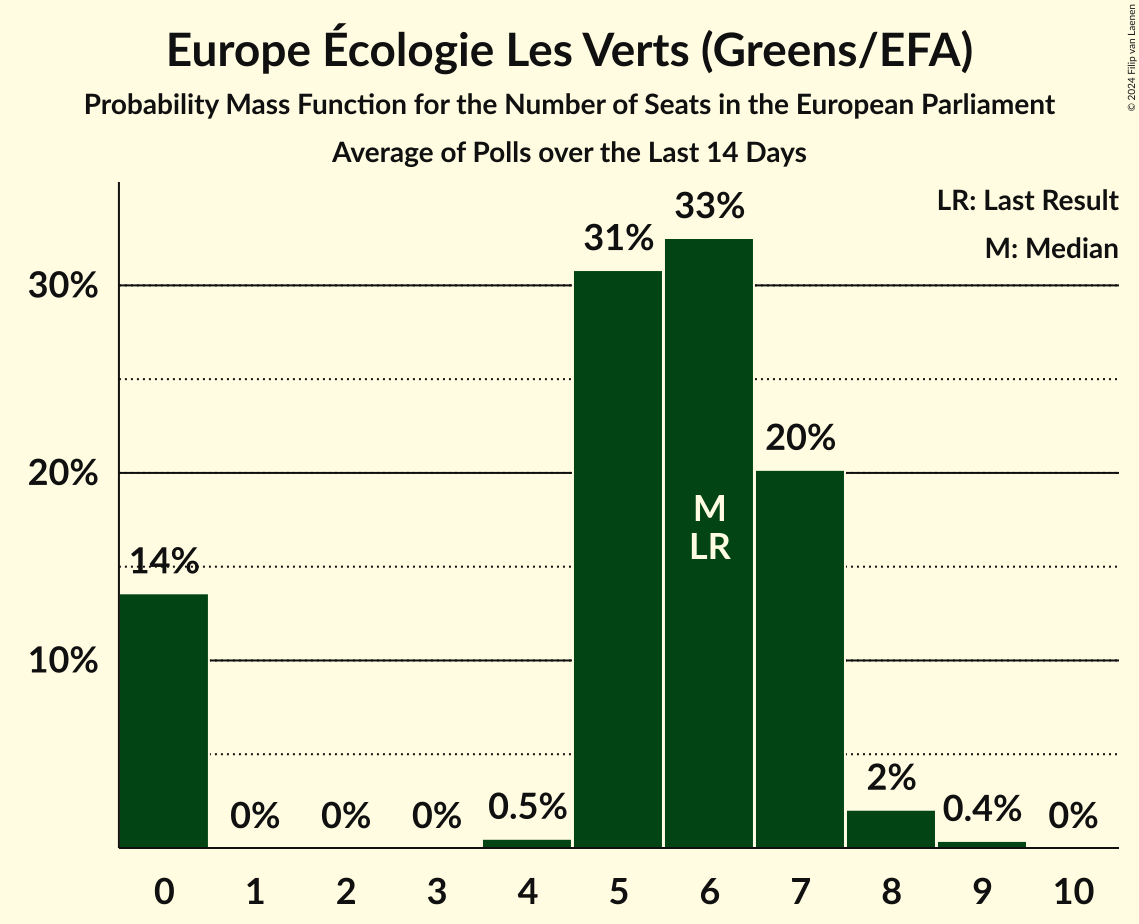 Europe Écologie Les Verts (Greens/EFA)
Probability Mass Function for the Number of Seats in the European Parliament
Average of Polls over the Last 14 Days
© 2024 Filip van Laenen
LR: Last Result
M: Median
33%
31%
30%
20%
20%
M
LR
14%
10%
2%
0.5%
0.4%
0%
0%
0%
0%
0 1 2 3 4 5 6 7 8 9 10